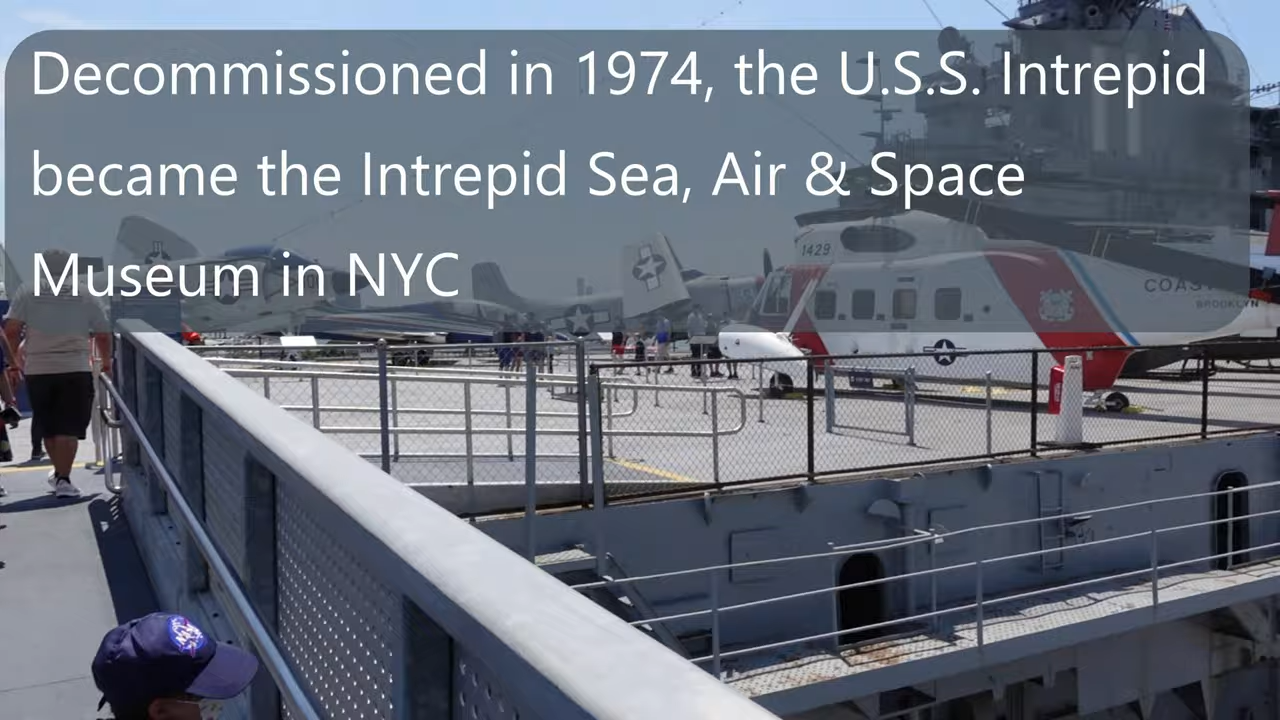 Decommissioned in 1974, the U.S.S. Intrepid
became the Intrepid Sea, Air & Space
Museum in NYC
1429
COAST
BROOKLYN